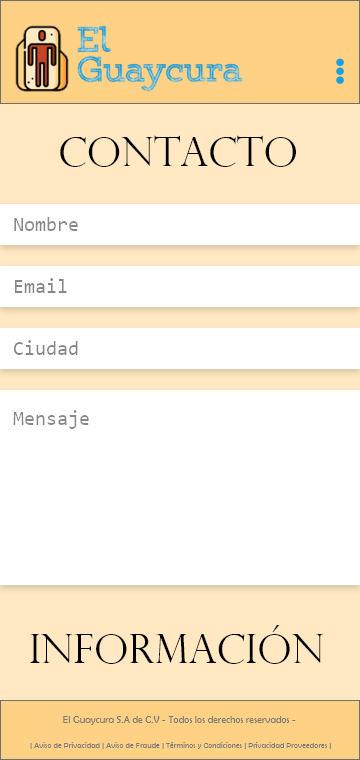 El
Guaycura
CONTACTO
Nombre
Email
Ciudad
Mensaje
INFORMACIÓN
El Guaycura S.A de C.V - Todos los derechos reservados -
| Aviso de Privacidad | Aviso de Fraude | Términos y Condiciones | Privacidad Proveedores |